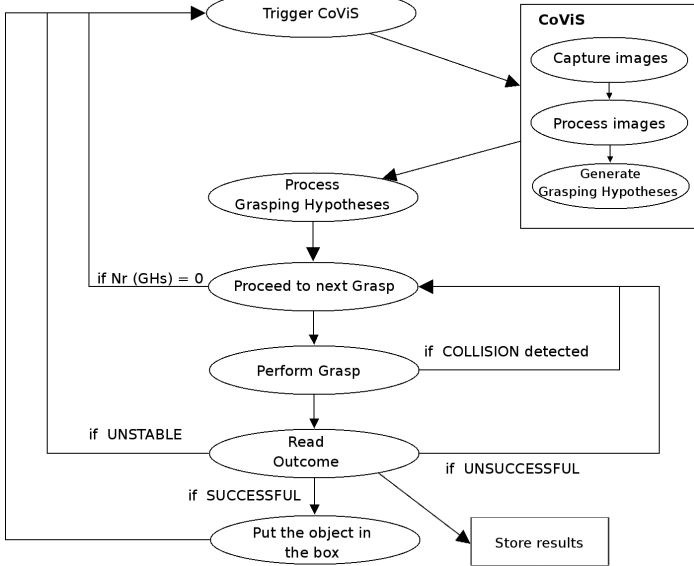 Trigger CoViS
CoViS
Capture images
Process images
Generate
Grasping Hypotheses
Process
Grasping Hypotheses
if Nr (GHs) = 0
Proceed to next Grasp
if  COLLISION detected
Perform Grasp
if  UNSTABLE
Read
Outcome
if  UNSUCCESSFUL
if  SUCCESSFUL
Put the object in
the box
Store results